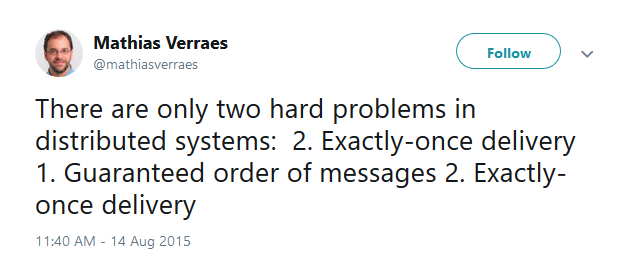 Mathias Verraes
@mathiasverraes
Follow
There are only two hard problems in
distributed systems:  2. Exactly-once delivery
1. Guaranteed order of messages 2. Exactly-
once delivery
11:40 AM - 14 Aug 2015